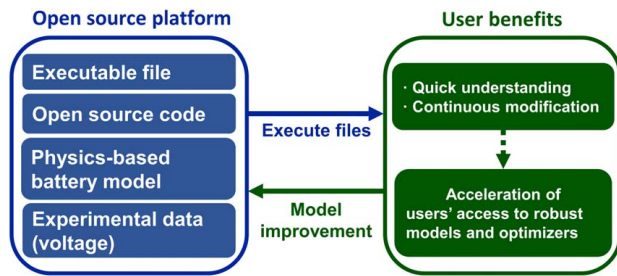 Open source platform
Executable file
Open source code
Physics-based
battery model
Experimental data
(voltage)
Execute files
Model
improvement
User benefits
· Quick understanding
· Continuous modification
Acceleration of
users' access to robust
models and optimizers